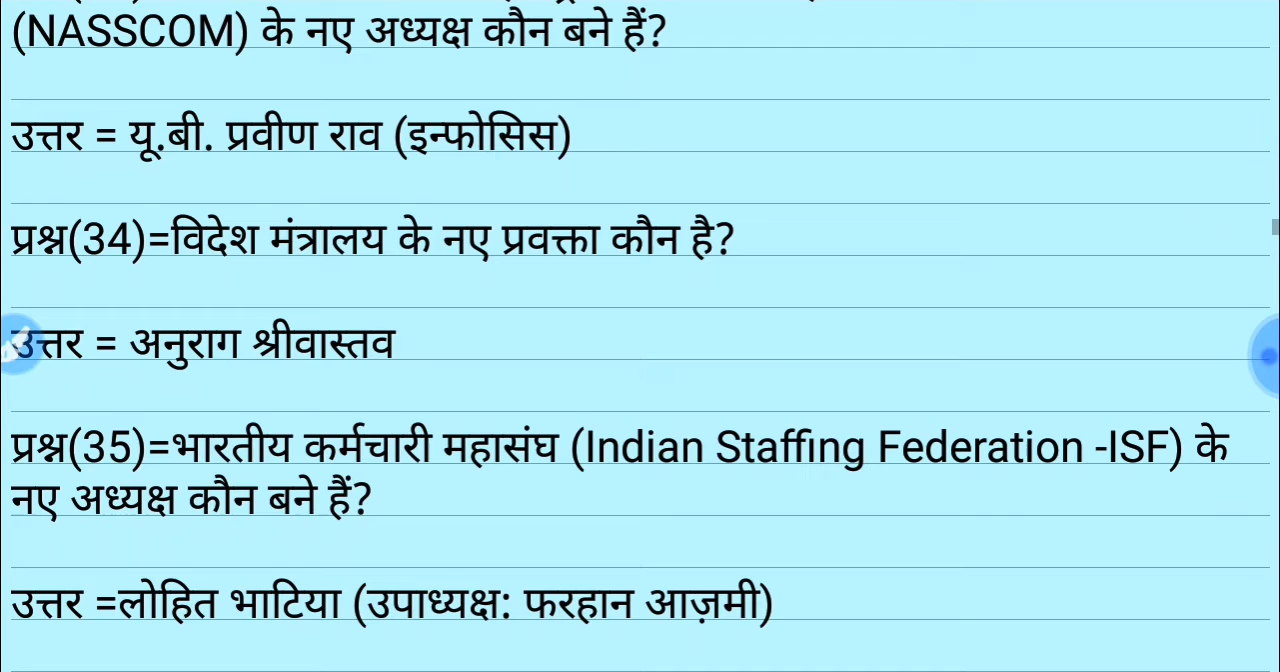 (NASSCOM) के नए अध्यक्ष कौन बने हैं?
उत्तर = यू.बी. प्रवीण राव (इन्फोसिस)
प्रश्न(34)=विदेश मंत्रालय के नए प्रवक्ता कौन है?
उत्तर = अनुराग श्रीवास्तव
प्रश्न(35)=भारतीय कर्मचारी महासंघ (Indian Staffing Federation -ISF) के
नए अध्यक्ष कौन बने हैं?
उत्तर =लोहित भाटिया (उपाध्यक्ष: फरहान आज़मी)